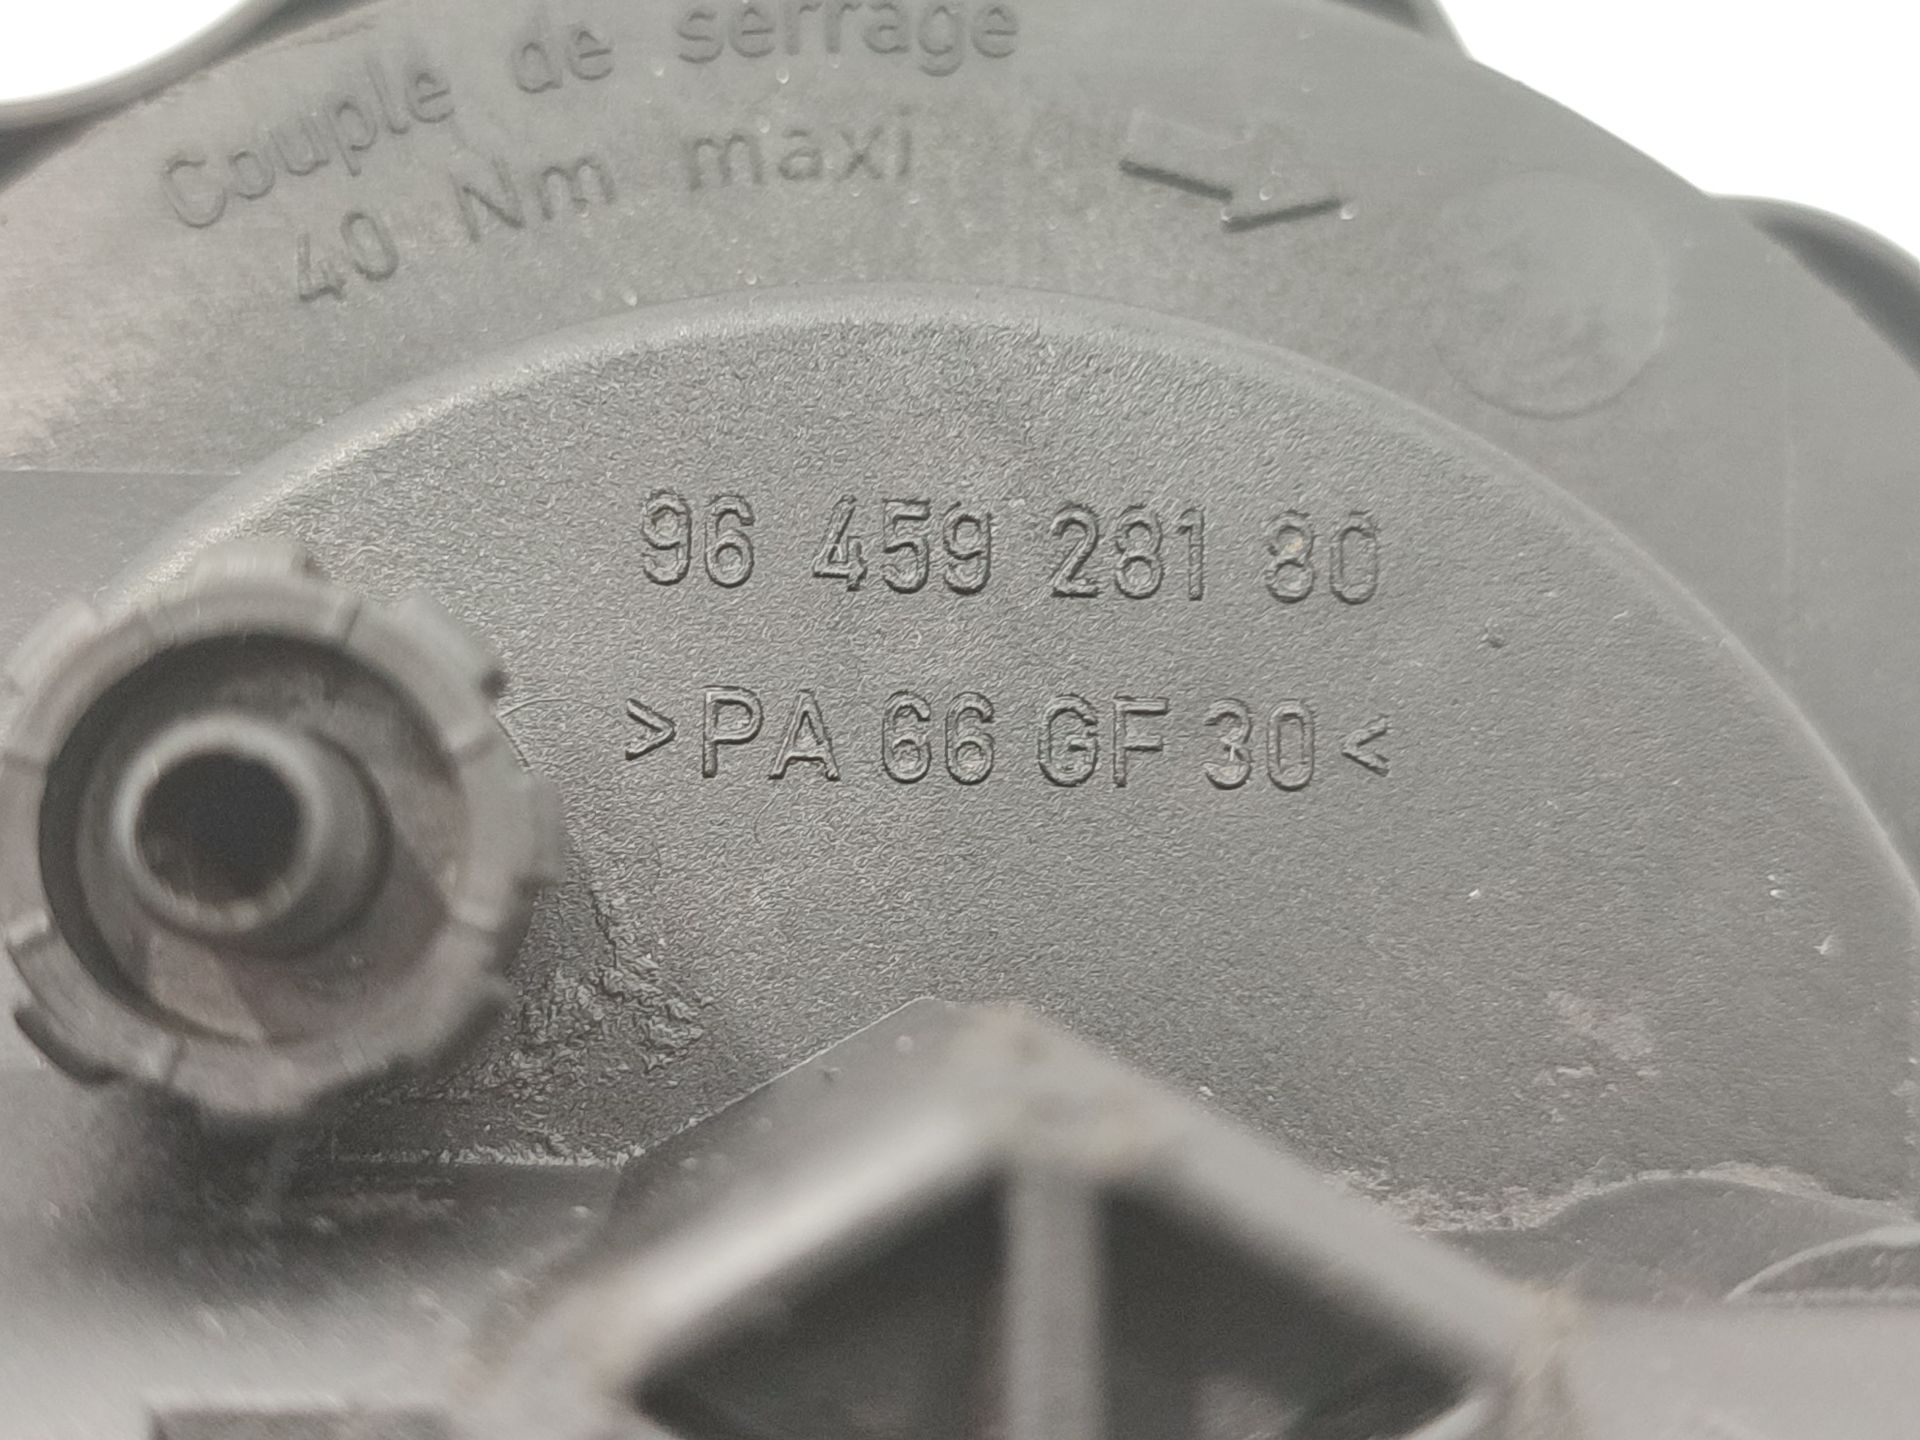 Couple de serrage
40 Nm maxi
96 459 281 80
>PA 66 GF 30<